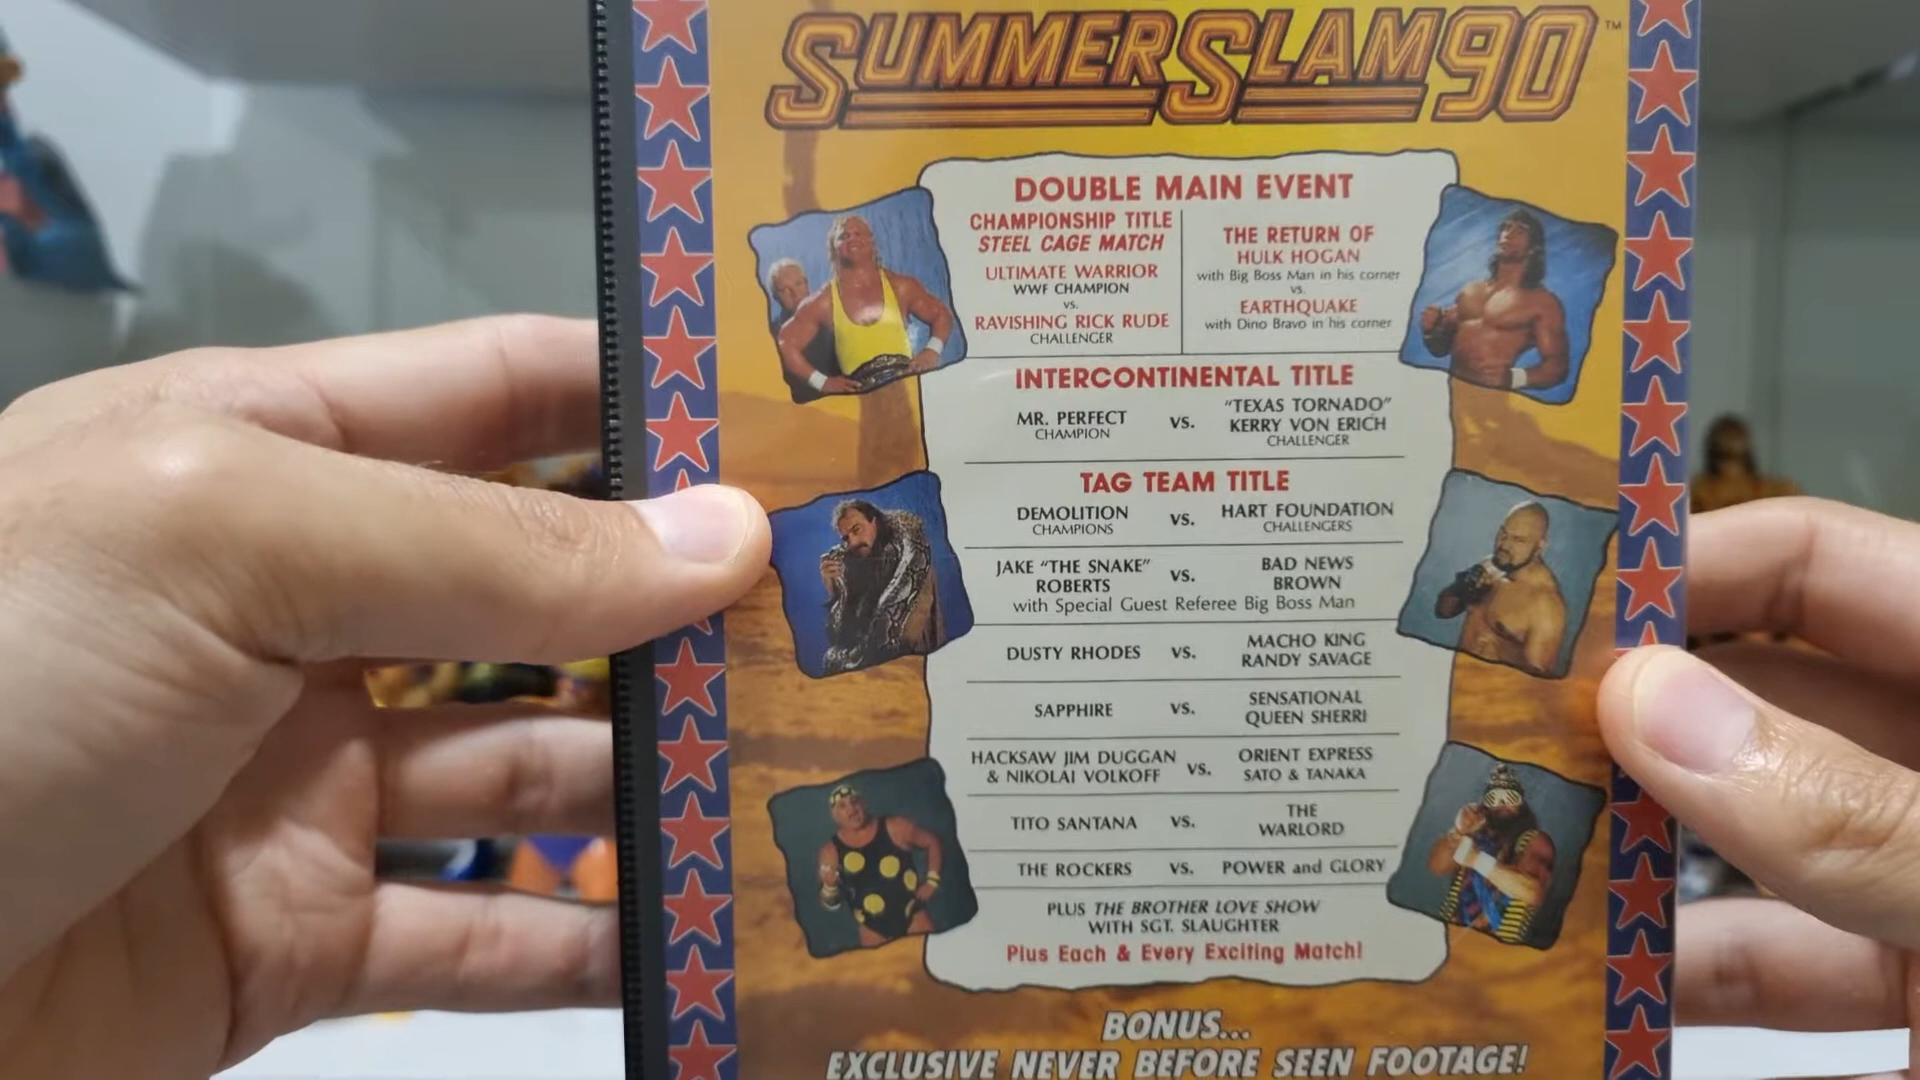 SUMMERSLAM 90™
DOUBLE MAIN EVENT
CHAMPIONSHIP TITLE
STEEL CAGE MATCH
ULTIMATE WARRIOR
WWF CHAMPION
vs.
RAVISHING RICK RUDE
CHALLENGER
THE RETURN OF
HULK HOGAN
with Big Boss Man in his corner
vs.
EARTHQUAKE
with Dino Bravo in his corner
INTERCONTINENTAL TITLE
MR. PERFECT
CHAMPION
vs.
"TEXAS TORNADO"
KERRY VON ERICH
CHALLENGER
TAG TEAM TITLE
DEMOLITION
CHAMPIONS
vs.
HART FOUNDATION
CHALLENGERS
JAKE "THE SNAKE"
ROBERTS
vs.
BAD NEWS
BROWN
with Special Guest Referee Big Boss Man
DUSTY RHODES
vs.
MACHO KING
RANDY SAVAGE
SAPPHIRE
vs.
SENSATIONAL
QUEEN SHERRI
HACKSAW JIM DUGGAN
& NIKOLAI VOLKOFF
vs.
ORIENT EXPRESS
SATO & TANAKA
TITO SANTANA
vs.
THE
WARLORD
THE ROCKERS
vs.
POWER and GLORY
PLUS THE BROTHER LOVE SHOW
WITH SGT. SLAUGHTER
Plus Each & Every Exciting Match!
BONUS...
EXCLUSIVE NEVER BEFORE SEEN FOOTAGE!